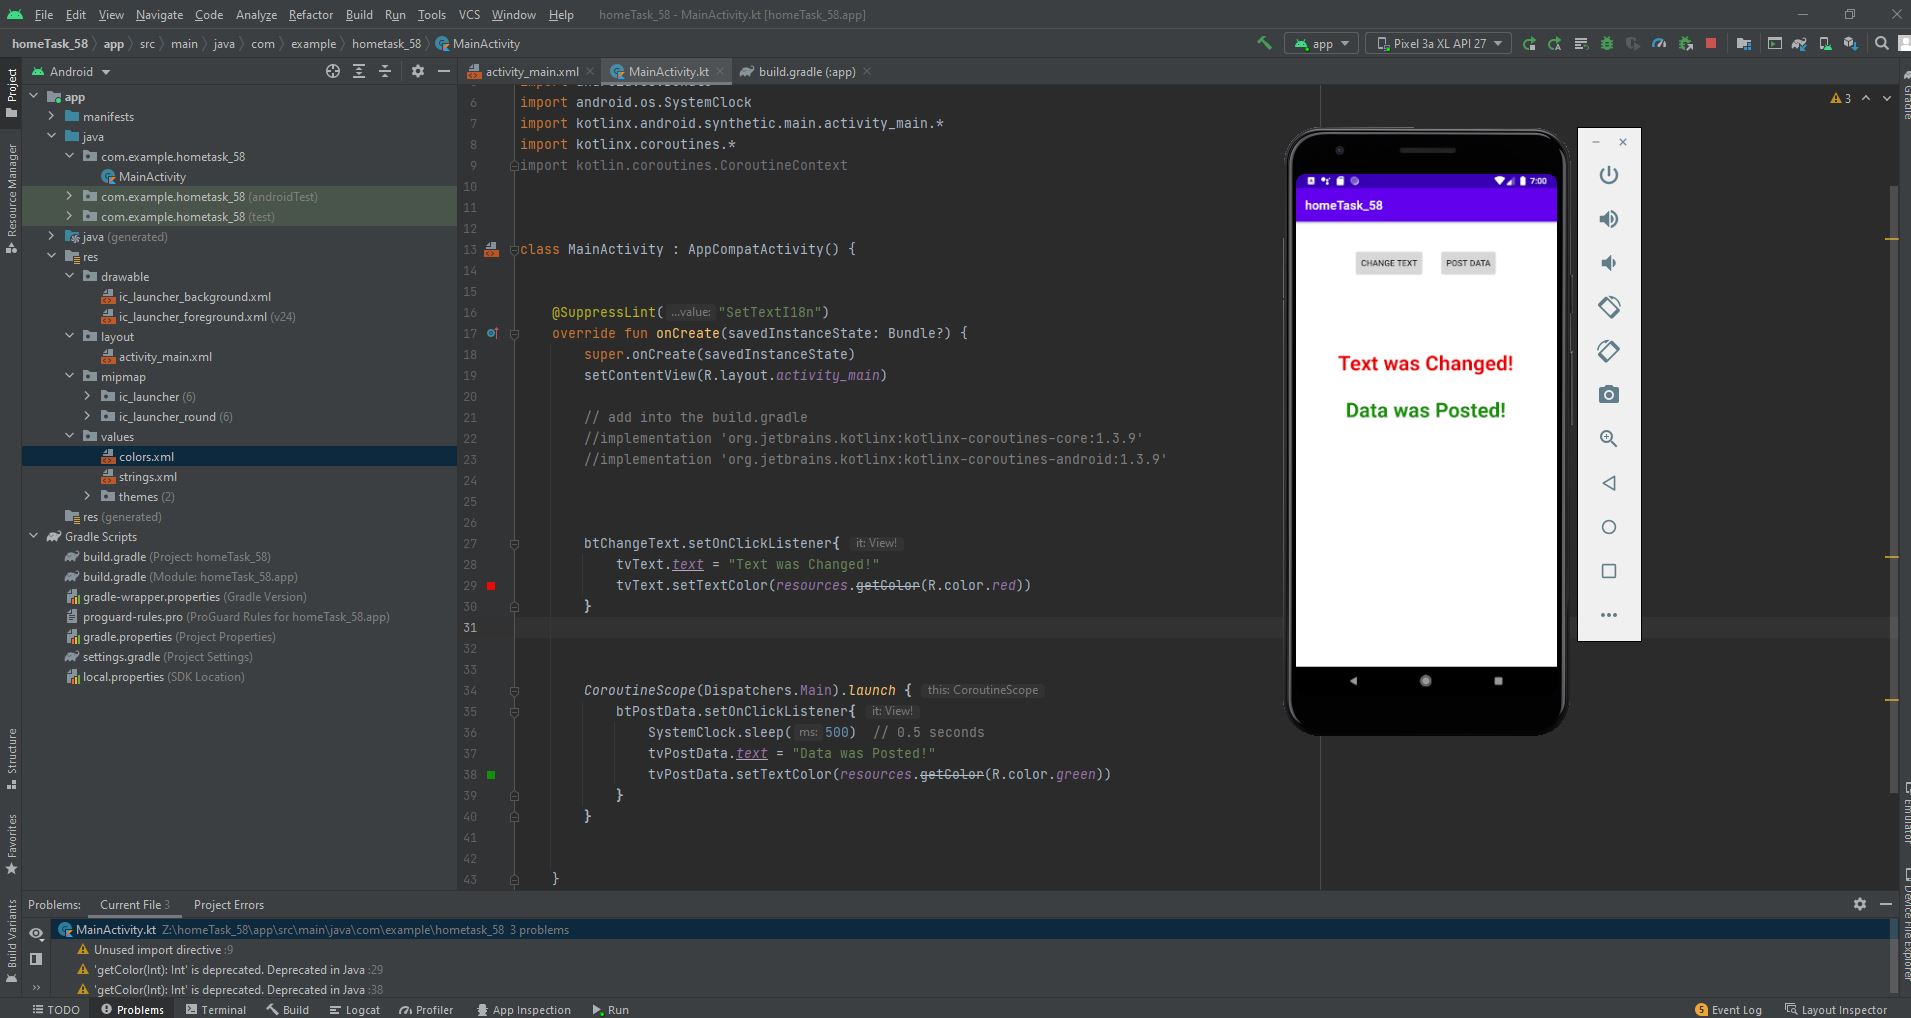 File Edit View Navigate Code Analyze Refactor Build Run Tools VCS Window Help homeTask_58 - MainActivity.kt [homeTask_58.app]
homeTask_58 app src main java com example hometask_58 MainActivity app Pixel 3a XL API 27
Project
Resource Manager
Structure
Favorites
Build Variants
Android
app
manifests
java
com.example.hometask_58
MainActivity
com.example.hometask_58 (androidTest)
com.example.hometask_58 (test)
java (generated)
res
drawable
ic_launcher_background.xml
ic_launcher_foreground.xml (v24)
layout
activity_main.xml
mipmap
ic_launcher (6)
ic_launcher_round (6)
values
colors.xml
strings.xml
themes (2)
res (generated)
Gradle Scripts
build.gradle (Project: homeTask_58)
build.gradle (Module: homeTask_58.app)
gradle-wrapper.properties (Gradle Version)
proguard-rules.pro (ProGuard Rules for homeTask_58.app)
gradle.properties (Project Properties)
settings.gradle (Project Settings)
local.properties (SDK Location)
activity_main.xml MainActivity.kt build.gradle (:app)
3
6 import android.os.SystemClock
7 import kotlinx.android.synthetic.main.activity_main.*
8 import kotlinx.coroutines.*
9 import kotlin.coroutines.CoroutineContext
10
11
12
13 class MainActivity : AppCompatActivity() {
14
15
16 @SuppressLint( ...value: "SetTextI18n")
17 override fun onCreate(savedInstanceState: Bundle?) {
18 super.onCreate(savedInstanceState)
19 setContentView(R.layout.activity_main)
20
21 // add into the build.gradle
22 //implementation 'org.jetbrains.kotlinx:kotlinx-coroutines-core:1.3.9'
23 //implementation 'org.jetbrains.kotlinx:kotlinx-coroutines-android:1.3.9'
24
25
26
27 btChangeText.setOnClickListener{ it: View!
28 tvText.text = "Text was Changed!"
29 tvText.setTextColor(resources.getColor(R.color.red))
30 }
31
32
33
34 CoroutineScope(Dispatchers.Main).launch { this: CoroutineScope
35 btPostData.setOnClickListener{ it: View!
36 SystemClock.sleep( ms: 500) // 0.5 seconds
37 tvPostData.text = "Data was Posted!"
38 tvPostData.setTextColor(resources.getColor(R.color.green))
39 }
40 }
41
42
43 }
7:00
homeTask_58
CHANGE TEXT POST DATA
Text was Changed!
Data was Posted!
Gradle
Emulator
Device File Explorer
Problems: Current File 3 Project Errors
MainActivity.kt Z:\homeTask_58\app\src\main\java\com\example\hometask_58 3 problems
Unused import directive :9
'getColor(Int): Int' is deprecated. Deprecated in Java :29
'getColor(Int): Int' is deprecated. Deprecated in Java :38
TODO Problems Terminal Build Logcat Profiler App Inspection Run 5 Event Log Layout Inspector